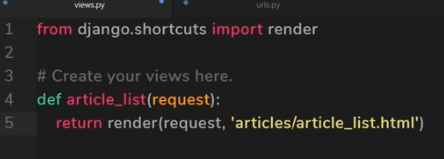 views.py urls.py
1 from django.shortcuts import render
2
3 # Create your views here.
4 def article_list(request):
5 return render(request, 'articles/article_list.html')